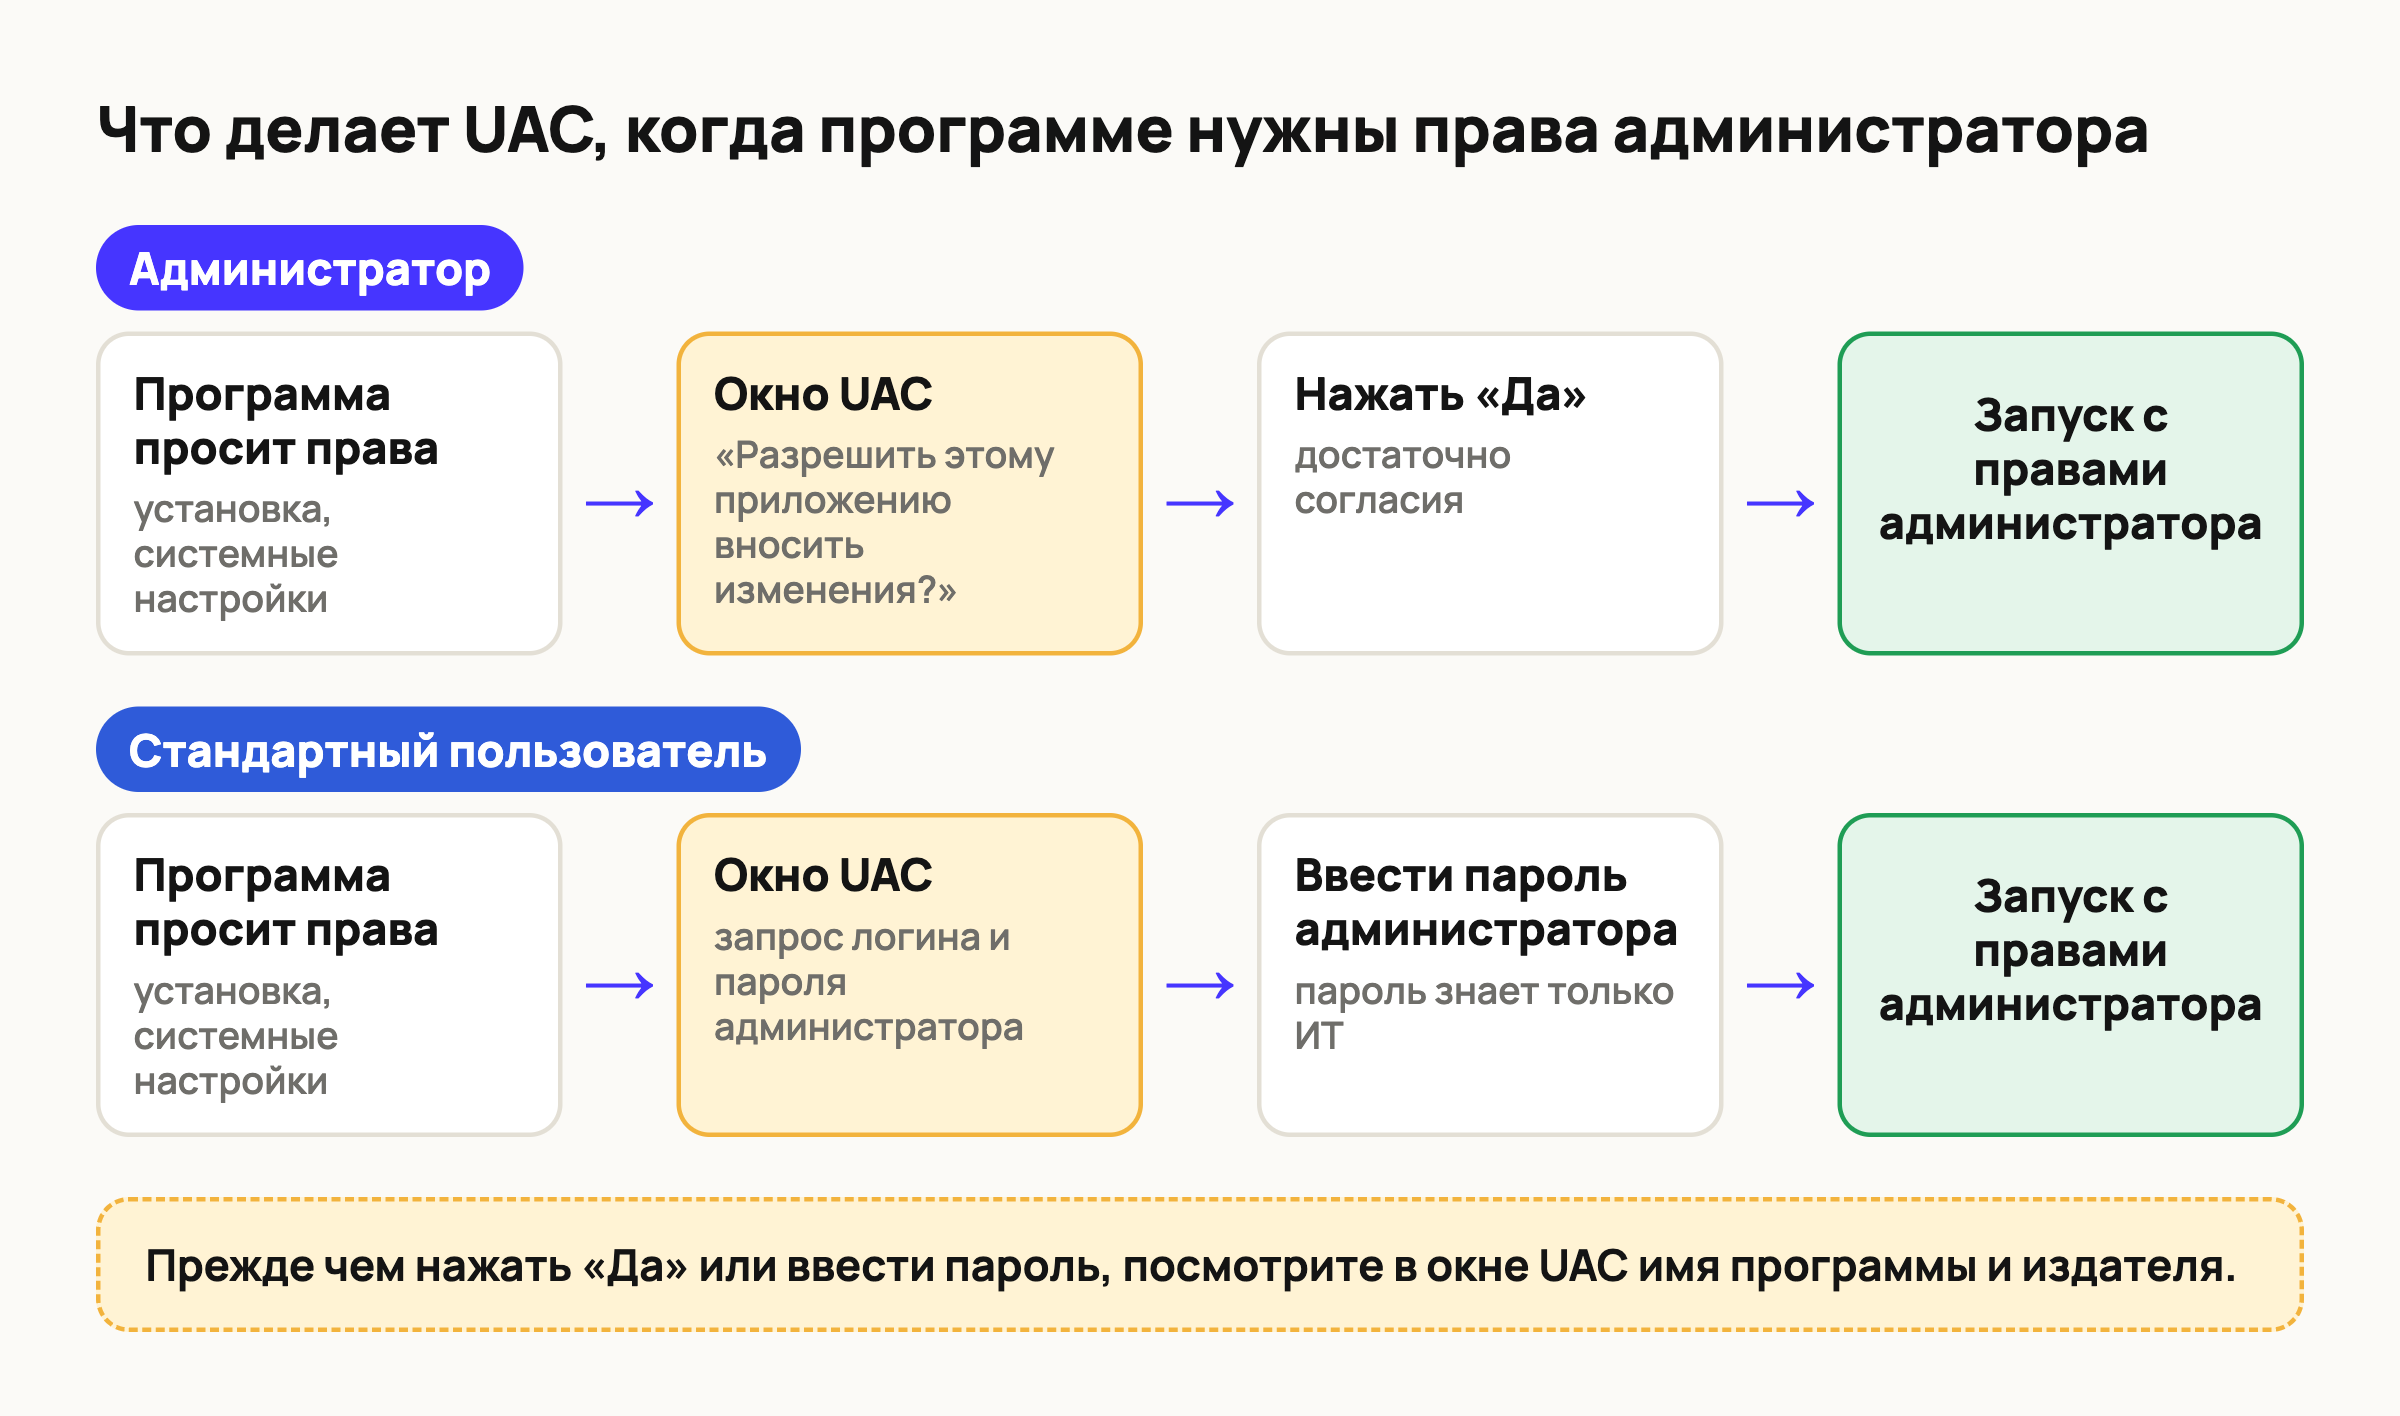 Что делает UAC, когда программе нужны права администратора
Администратор
Программа
просит права
установка,
системные
настройки
→
Окно UAC
«Разрешить этому
приложению
вносить
изменения?»
→
Нажать «Да»
достаточно
согласия
→
Запуск с
правами
администратора
Стандартный пользователь
Программа
просит права
установка,
системные
настройки
→
Окно UAC
запрос логина и
пароля
администратора
→
Ввести пароль
администратора
пароль знает только
ИТ
→
Запуск с
правами
администратора
Прежде чем нажать «Да» или ввести пароль, посмотрите в окне UAC имя программы и издателя.